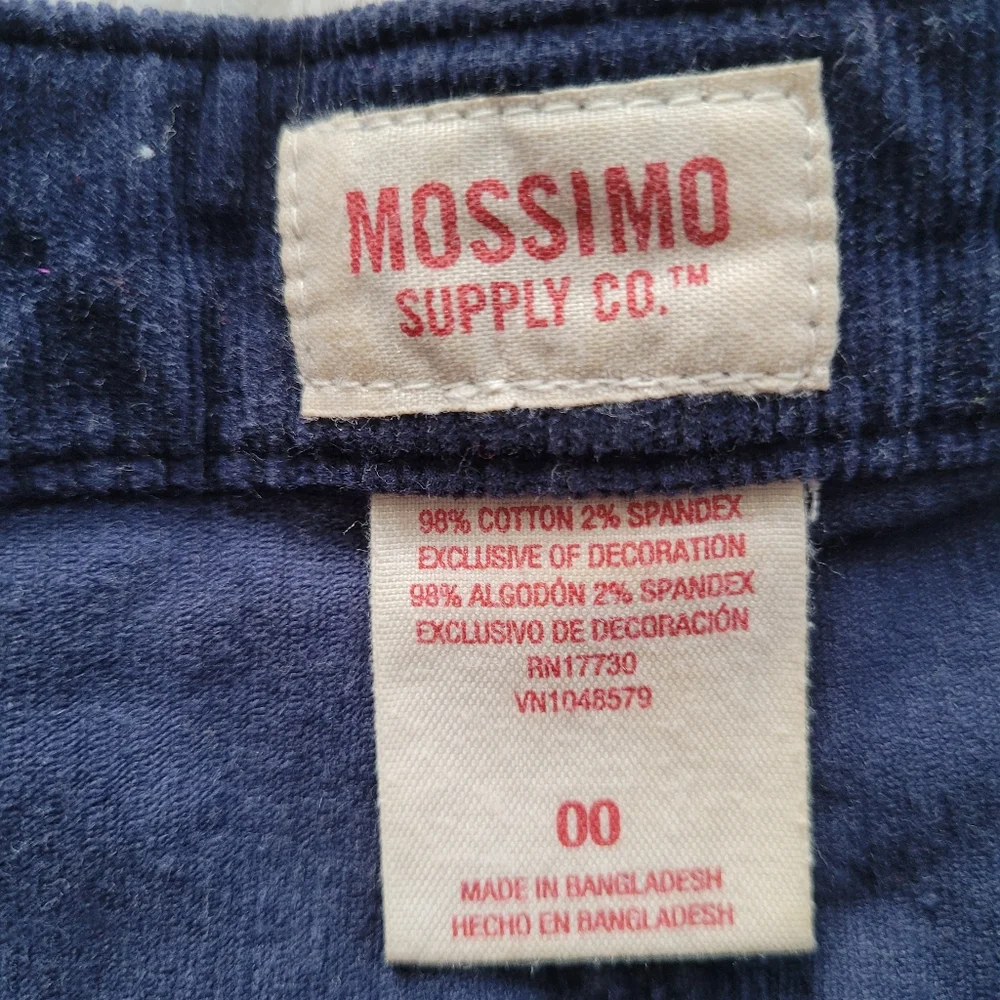 MOSSIMO
SUPPLY CO.™
98% COTTON 2% SPANDEX
EXCLUSIVE OF DECORATION
98% ALGODÓN 2% SPANDEX
EXCLUSIVO DE DECORACIÓN
RN17730
VN1048579
00
MADE IN BANGLADESH
HECHO EN BANGLADESH